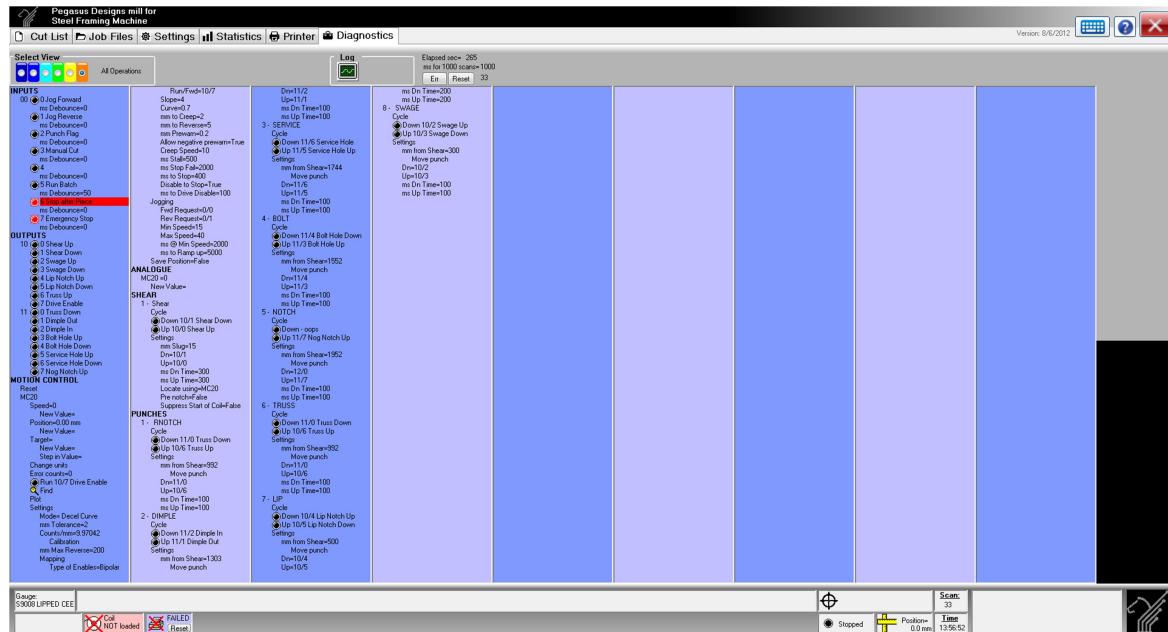 Pegasus Designs mill for
Steel Framing Machine
Version: 8/6/2012
Cut List
Job Files
Settings
Statistics
Printer
Diagnostics
Select View
All Operations
Log
Elapsed sec= 265
ms for 1000 scans=1000
Err
Reset
33
INPUTS
00 0 Jog Forward
ms Debounce=0
1 Jog Reverse
ms Debounce=0
2 Punch Flag
ms Debounce=0
3 Manual Cut
ms Debounce=0
4
ms Debounce=0
5 Run Batch
ms Debounce=50
6 Stop after Piece
ms Debounce=0
7 Emergency Stop
ms Debounce=0
OUTPUTS
10 0 Shear Up
1 Shear Down
2 Swage Up
3 Swage Down
4 Lip Notch Up
5 Lip Notch Down
6 Truss Up
7 Drive Enable
11 0 Truss Down
1 Dimple Out
2 Dimple In
3 Bolt Hole Up
4 Bolt Hole Down
5 Service Hole Up
6 Service Hole Down
7 Nog Notch Up
MOTION CONTROL
Reset
MC20
Speed=0
New Value=
Position=0.00 mm
New Value=
Target=
New Value=
Step in Value=
Change units
Error counts=0
Run 10/7 Drive Enable
Find
Plot
Settings
Mode= Decel Curve
mm Tolerance=2
Counts/mm=9.97042
Calibration
mm Max Reverse=200
Mapping
Type of Enables=Bipolar
Run/Fwd=10/7
Slope=4
Curve=0.7
mm to Creep=2
mm to Reverse=5
mm Prewarn=0.2
Allow negative prewarn=True
Creep Speed=10
ms Stall=500
ms Stop Fail=2000
ms to Stop=400
Disable to Stop=True
ms to Drive Disable=100
Jogging
Fwd Request=0/0
Rev Request=0/1
Min Speed=15
Max Speed=40
ms @ Min Speed=2000
ms to Ramp up=5000
Save Position=False
ANALOGUE
MC20 =0
New Value=
SHEAR
1 - Shear
Cycle
Down 10/1 Shear Down
Up 10/0 Shear Up
Settings
mm Slug=15
Dn=10/1
Up=10/0
ms Dn Time=300
ms Up Time=300
Locate using=MC20
Pre notch=False
Suppress Start of Coil=False
PUNCHES
1 - RNOTCH
Cycle
Down 11/0 Truss Down
Up 10/6 Truss Up
Settings
mm from Shear=992
Move punch
Dn=11/0
Up=10/6
ms Dn Time=100
ms Up Time=100
2 - DIMPLE
Cycle
Down 11/2 Dimple In
Up 11/1 Dimple Out
Settings
mm from Shear=1303
Move punch
Dn=11/2
Up=11/1
ms Dn Time=100
ms Up Time=100
3 - SERVICE
Cycle
Down 11/6 Service Hole
Up 11/5 Service Hole Up
Settings
mm from Shear=1744
Move punch
Dn=11/6
Up=11/5
ms Dn Time=100
ms Up Time=100
4 - BOLT
Cycle
Down 11/4 Bolt Hole Down
Up 11/3 Bolt Hole Up
Settings
mm from Shear=1552
Move punch
Dn=11/4
Up=11/3
ms Dn Time=100
ms Up Time=100
5 - NOTCH
Cycle
Down - oops
Up 11/7 Nog Notch Up
Settings
mm from Shear=1952
Move punch
Dn=12/0
Up=11/7
ms Dn Time=100
ms Up Time=100
6 - TRUSS
Cycle
Down 11/0 Truss Down
Up 10/6 Truss Up
Settings
mm from Shear=992
Move punch
Dn=11/0
Up=10/6
ms Dn Time=100
ms Up Time=100
7 - LIP
Cycle
Down 10/4 Lip Notch Up
Up 10/5 Lip Notch Down
Settings
mm from Shear=500
Move punch
Dn=10/4
Up=10/5
ms Dn Time=200
ms Up Time=200
8 - SWAGE
Cycle
Down 10/2 Swage Up
Up 10/3 Swage Down
Settings
mm from Shear=300
Move punch
Dn=10/2
Up=10/3
ms Dn Time=100
ms Up Time=100
Gauge:
S9008 LIPPED CEE
Coil
NOT loaded
FAILED
Reset
Stopped
Position=
0.0 mm
Scan:
33
Time
13:56:52